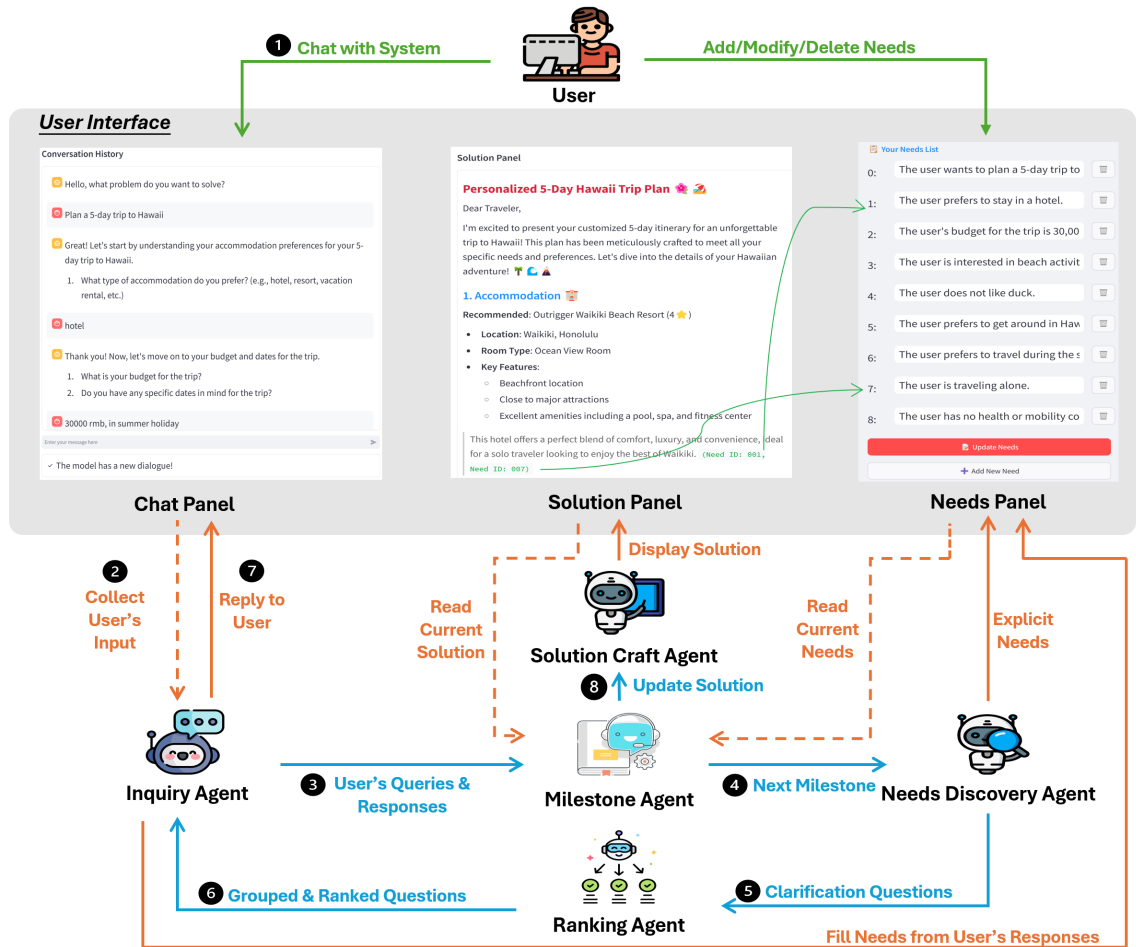 1 Chat with System
Add/Modify/Delete Needs
User
User Interface
Conversation History
Hello, what problem do you want to solve?
Plan a 5-day trip to Hawaii
Great! Let's start by understanding your accommodation preferences for your 5-
day trip to Hawaii.
1. What type of accommodation do you prefer? (e.g., hotel, resort, vacation
rental, etc.)
hotel
Thank you! Now, let's move on to your budget and dates for the trip.
1. What is your budget for the trip?
2. Do you have any specific dates in mind for the trip?
30000 rmb, in summer holiday
Enter your message here
The model has a new dialogue!
Chat Panel
Solution Panel
Personalized 5-Day Hawaii Trip Plan
Dear Traveler,
I'm excited to present your customized 5-day itinerary for an unforgettable
trip to Hawaii! This plan has been meticulously crafted to meet all your
specific needs and preferences. Let's dive into the details of your Hawaiian
adventure!
1. Accommodation
Recommended: Outrigger Waikiki Beach Resort (4 ⭐)
• Location: Waikiki, Honolulu
• Room Type: Ocean View Room
• Key Features:
○ Beachfront location
○ Close to major attractions
○ Excellent amenities including a pool, spa, and fitness center
This hotel offers a perfect blend of comfort, luxury, and convenience, ideal
for a solo traveler looking to enjoy the best of Waikiki. (Need ID: 001,
Need ID: 007)
Solution Panel
Your Needs List
0: The user wants to plan a 5-day trip to
1: The user prefers to stay in a hotel.
2: The user's budget for the trip is 30,00
3: The user is interested in beach activit
4: The user does not like duck.
5: The user prefers to get around in Haw
6: The user prefers to travel during the s
7: The user is traveling alone.
8: The user has no health or mobility co
Update Needs
+ Add New Need
Needs Panel
2
Collect
User's
Input
7
Reply to
User
Read
Current
Solution
Display Solution
Solution Craft Agent
8 Update Solution
Read
Current
Needs
Explicit
Needs
Inquiry Agent
3 User's Queries &
Responses
Milestone Agent
4 Next Milestone
Needs Discovery Agent
6 Grouped & Ranked Questions
Ranking Agent
5 Clarification Questions
Fill Needs from User's Responses